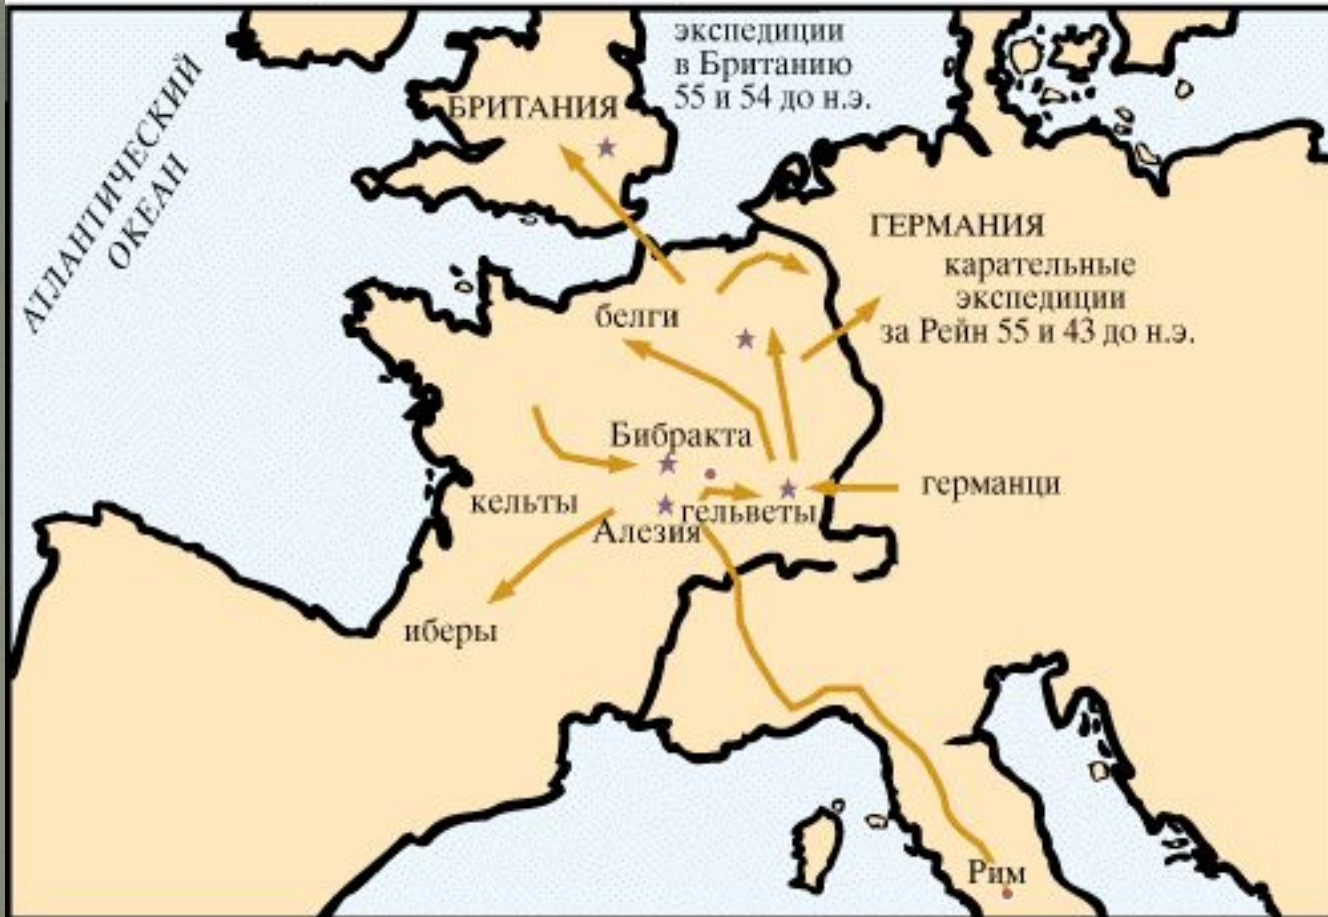 экспедиции
в Британию
55 и 54 до н.э.
БРИТАНИЯ
АТЛАНТИЧЕСКИЙ
ОКЕАН
ГЕРМАНИЯ
карательные
экспедиции
за Рейн 55 и 43 до н.э.
белги
Бибракта
германци
кельты
гельветы
Алезия
иберы
Рим